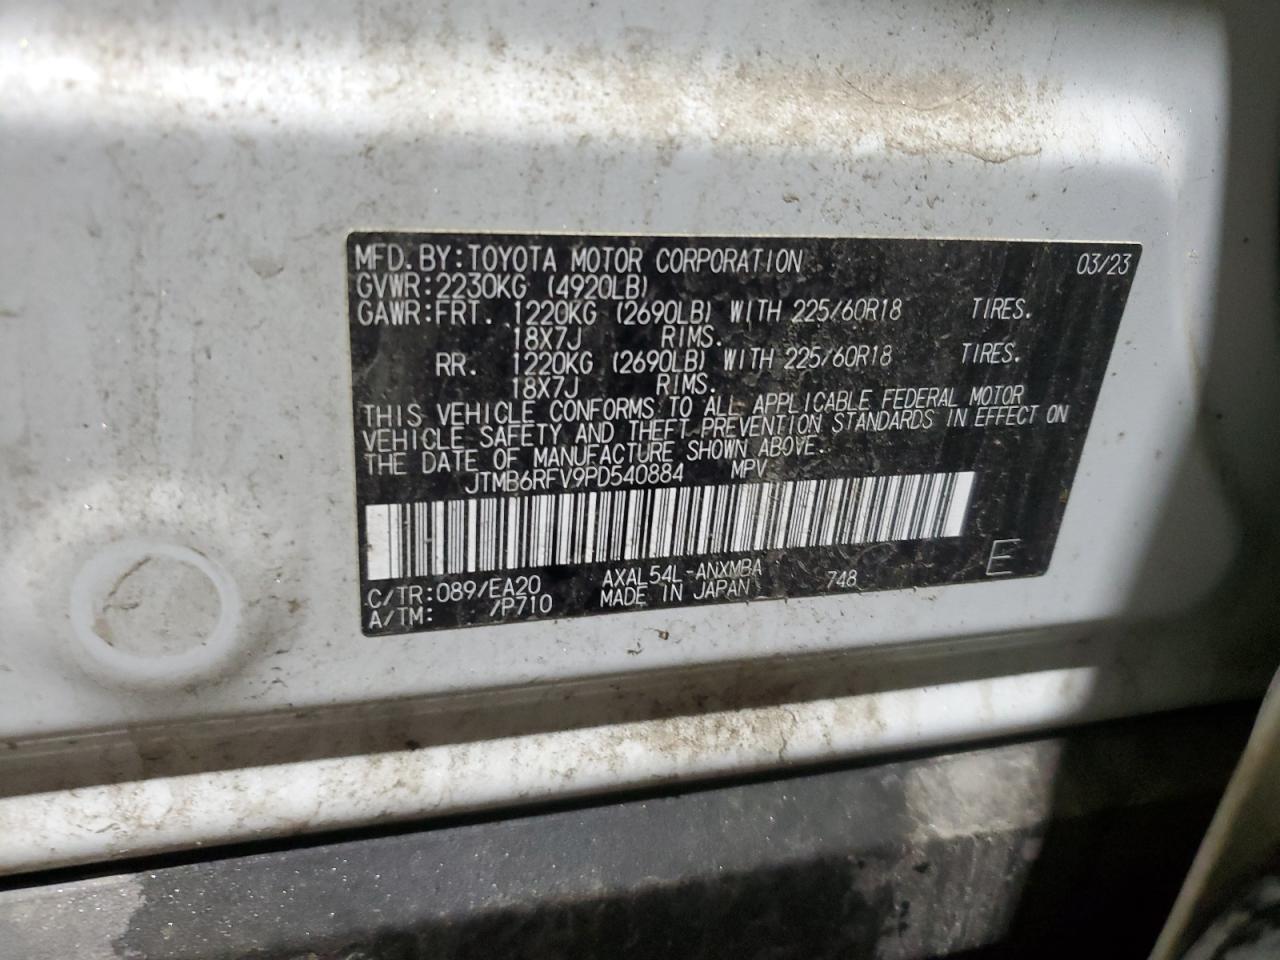 MFD. BY: TOYOTA MOTOR CORPORATION 03/23
GVWR: 2230KG (4920LB)
GAWR: FRT. 1220KG (2690LB) WITH 225/60R18 TIRES.
18X7J RIMS.
RR. 1220KG (2690LB) WITH 225/60R18 TIRES.
18X7J RIMS.
THIS VEHICLE CONFORMS TO ALL APPLICABLE FEDERAL MOTOR
VEHICLE SAFETY AND THEFT PREVENTION STANDARDS IN EFFECT ON
THE DATE OF MANUFACTURE SHOWN ABOVE.
JTMB6RFV9PD540884 MPV
C/TR: 089/EA20 AXAL54L-ANXMBA 748 E
A/TM: /P710 MADE IN JAPAN